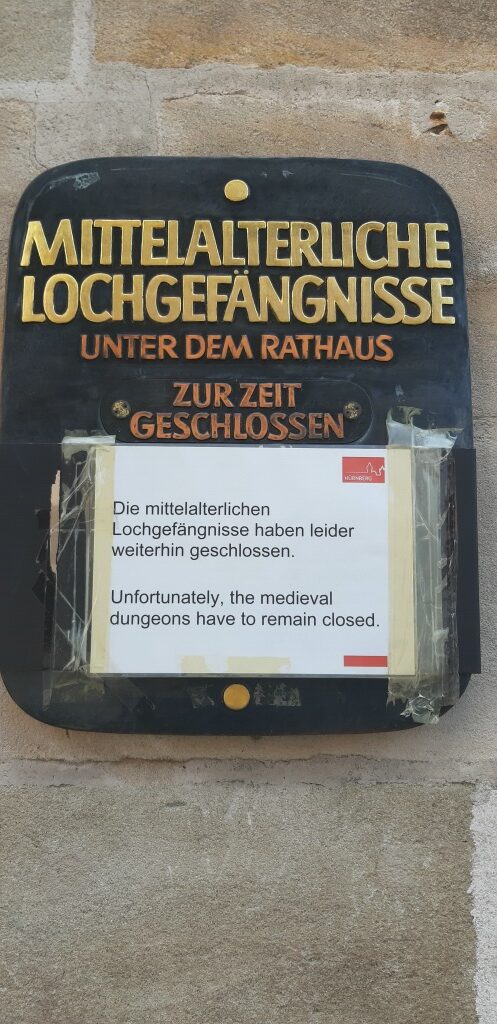 MITTELALTERLICHE
LOCHGEFÄNGNISSE
UNTER DEM RATHAUS
ZUR ZEIT
GESCHLOSSEN
NÜRNBERG
Die mittelalterlichen
Lochgefängnisse haben leider
weiterhin geschlossen.
Unfortunately, the medieval
dungeons have to remain closed.